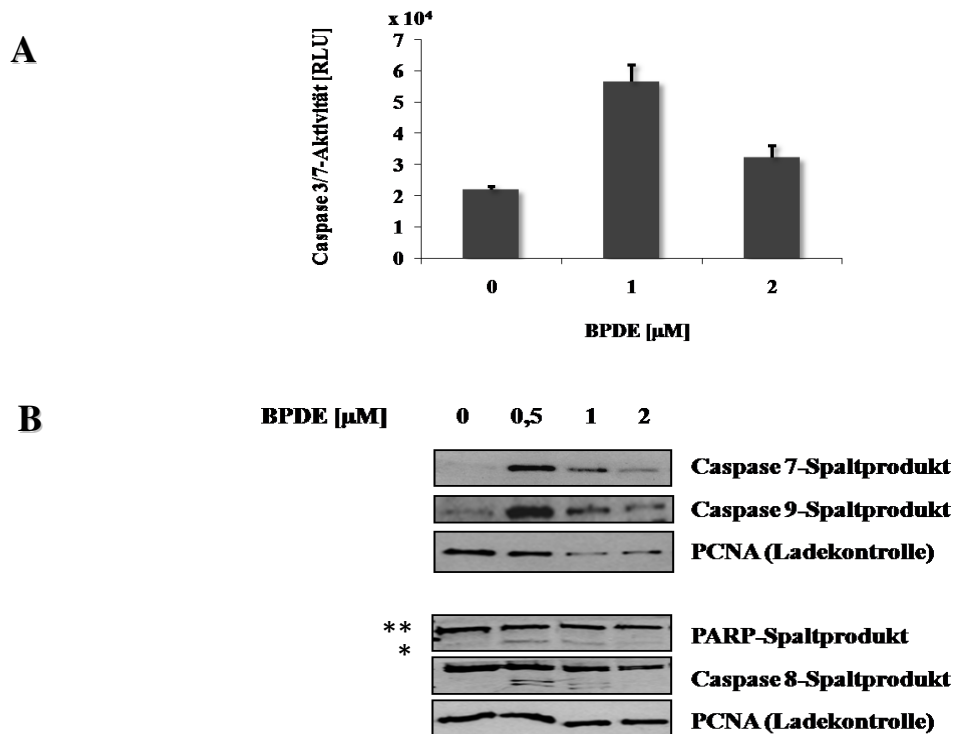 A
x 10⁴
Caspase 3/7-Aktivität [RLU]
7
6
5
4
3
2
1
0
0 1 2
BPDE [µM]
B
BPDE [µM] 0 0,5 1 2
Caspase 7-Spaltprodukt
Caspase 9-Spaltprodukt
PCNA (Ladekontrolle)
** PARP-Spaltprodukt
*
Caspase 8-Spaltprodukt
PCNA (Ladekontrolle)